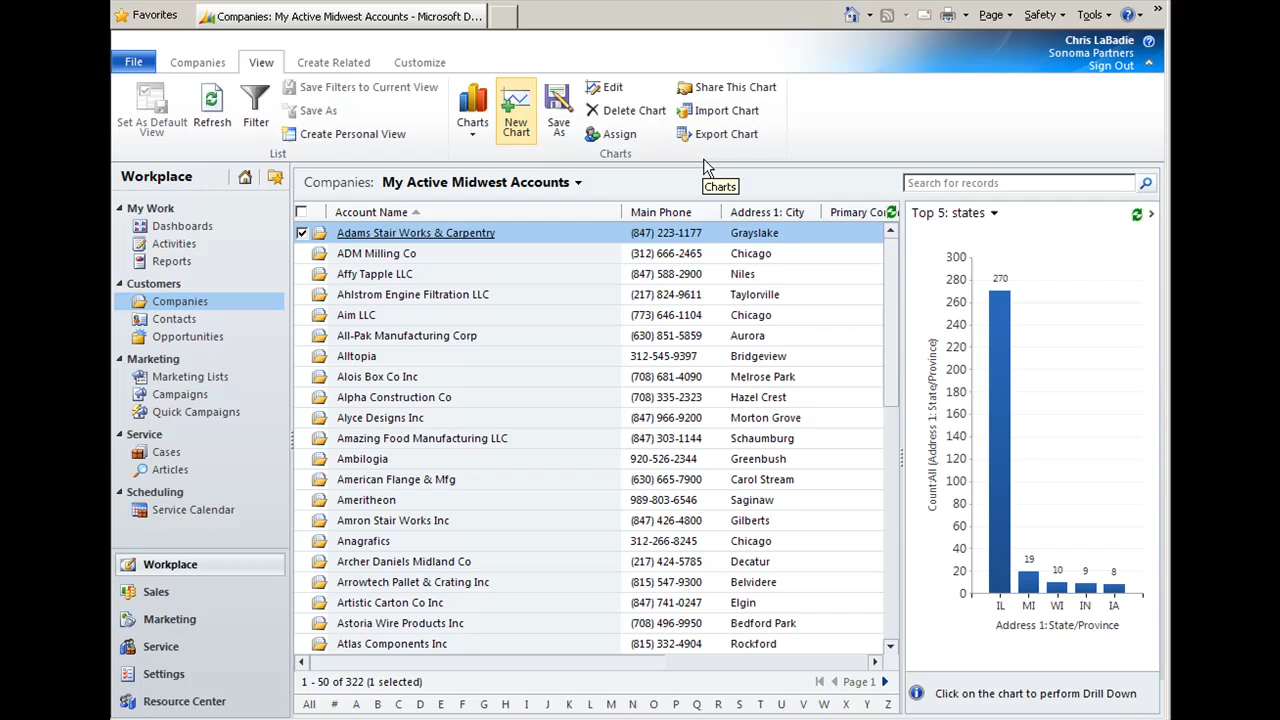 Favorites
Companies: My Active Midwest Accounts - Microsoft D...
Page
Safety
Tools
»
Chris LaBadie
Sonoma Partners
Sign Out
File
Companies
View
Create Related
Customize
Set As Default
View
Refresh
Filter
Save Filters to Current View
Save As
Create Personal View
List
Charts
New
Chart
Save
As
Edit
Delete Chart
Assign
Share This Chart
Import Chart
Export Chart
Charts
Charts
Workplace
My Work
Dashboards
Activities
Reports
Customers
Companies
Contacts
Opportunities
Marketing
Marketing Lists
Campaigns
Quick Campaigns
Service
Cases
Articles
Scheduling
Service Calendar
Workplace
Sales
Marketing
Service
Settings
Resource Center
Companies: My Active Midwest Accounts
Search for records
Account Name Main Phone Address 1: City Primary Co
Adams Stair Works & Carpentry (847) 223-1177 Grayslake
ADM Milling Co (312) 666-2465 Chicago
Affy Tapple LLC (847) 588-2900 Niles
Ahlstrom Engine Filtration LLC (217) 824-9611 Taylorville
Aim LLC (773) 646-1104 Chicago
All-Pak Manufacturing Corp (630) 851-5859 Aurora
Alltopia 312-545-9397 Bridgeview
Alois Box Co Inc (708) 681-4090 Melrose Park
Alpha Construction Co (708) 335-2323 Hazel Crest
Alyce Designs Inc (847) 966-9200 Morton Grove
Amazing Food Manufacturing LLC (847) 303-1144 Schaumburg
Ambilogia 920-526-2344 Greenbush
American Flange & Mfg (630) 665-7900 Carol Stream
Ameritheon 989-803-6546 Saginaw
Amron Stair Works Inc (847) 426-4800 Gilberts
Anagrafics 312-266-8245 Chicago
Archer Daniels Midland Co (217) 424-5785 Decatur
Arrowtech Pallet & Crating Inc (815) 547-9300 Belvidere
Artistic Carton Co Inc (847) 741-0247 Elgin
Astoria Wire Products Inc (708) 496-9950 Bedford Park
Atlas Components Inc (815) 332-4904 Rockford
1 - 50 of 322 (1 selected)
Page 1
All # A B C D E F G H I J K L M N O P Q R S T U V W X Y Z
Top 5: states
Count:All (Address 1: State/Province)
300
280
260
240
220
200
180
160
140
120
100
80
60
40
20
0
270
19
10
9
8
IL MI WI IN IA
Address 1: State/Province
Click on the chart to perform Drill Down